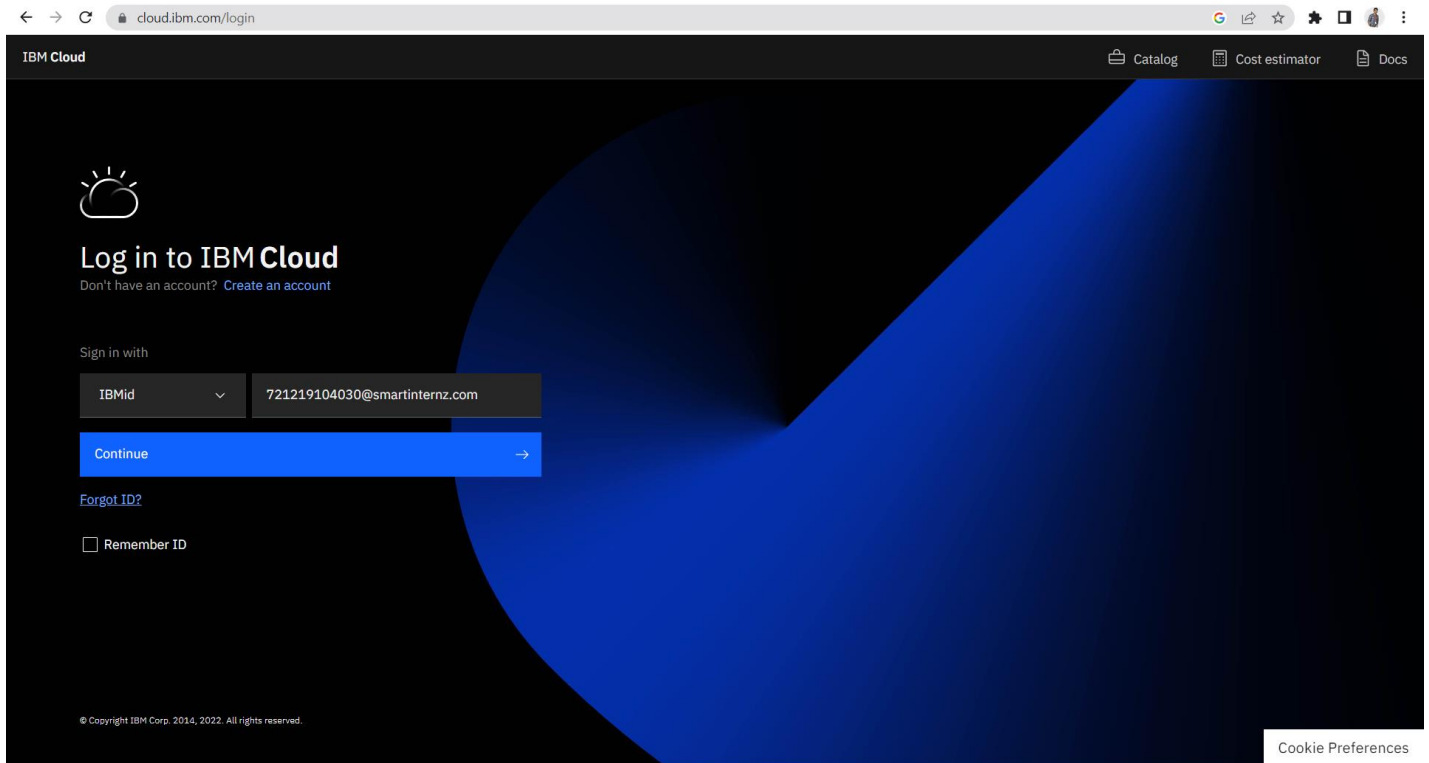 cloud.ibm.com/login
IBM Cloud
Catalog
Cost estimator
Docs
Log in to IBM Cloud
Don't have an account? Create an account
Sign in with
IBMid
721219104030@smartinternz.com
Continue
Forgot ID?
Remember ID
© Copyright IBM Corp. 2014, 2022. All rights reserved.
Cookie Preferences